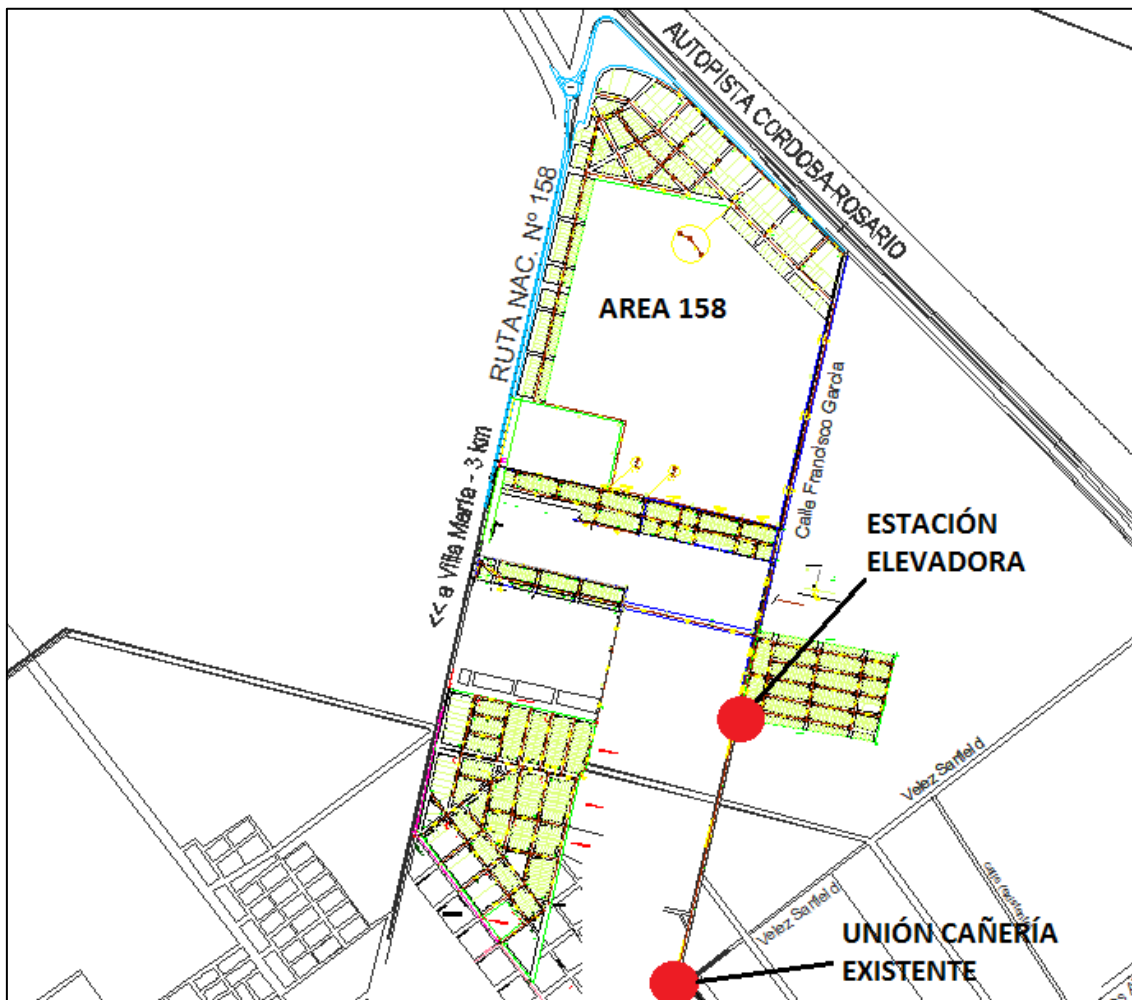 AUTOPISTA CORDOBA-ROSARIO
RUTA NAC. Nº 158
AREA 158
Calle Francisco García
<< a Villa María - 3 km
ESTACIÓN
ELEVADORA
Velez Sarfield
Velez Sarfield
UNIÓN CAÑERÍA
EXISTENTE